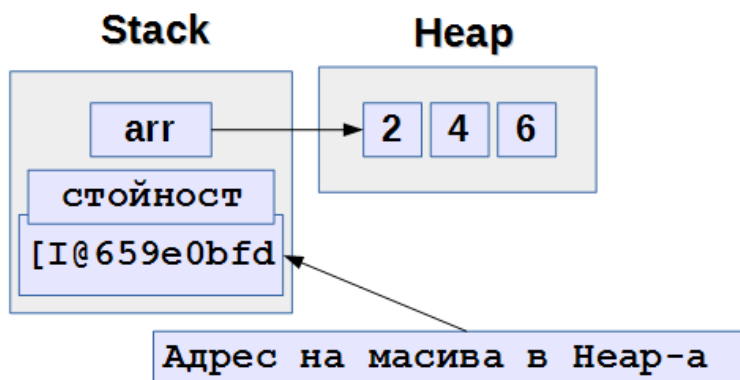 Stack
Heap
arr
2 4 6
стойност
[I@659e0bfd
Адрес на масива в Heap-а